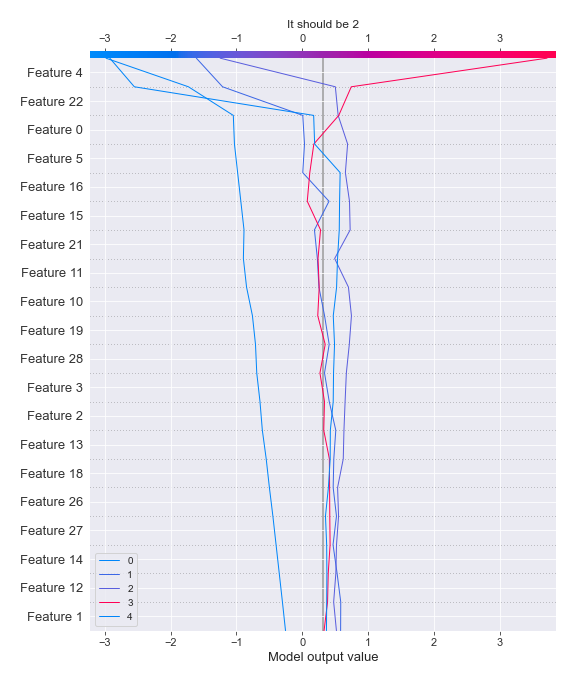 It should be 2
−3 −2 −1 0 1 2 3
Feature 4
Feature 22
Feature 0
Feature 5
Feature 16
Feature 15
Feature 21
Feature 11
Feature 10
Feature 19
Feature 28
Feature 3
Feature 2
Feature 13
Feature 18
Feature 26
Feature 27
Feature 14
Feature 12
Feature 1
0
1
2
3
4
−3 −2 −1 0 1 2 3
Model output value